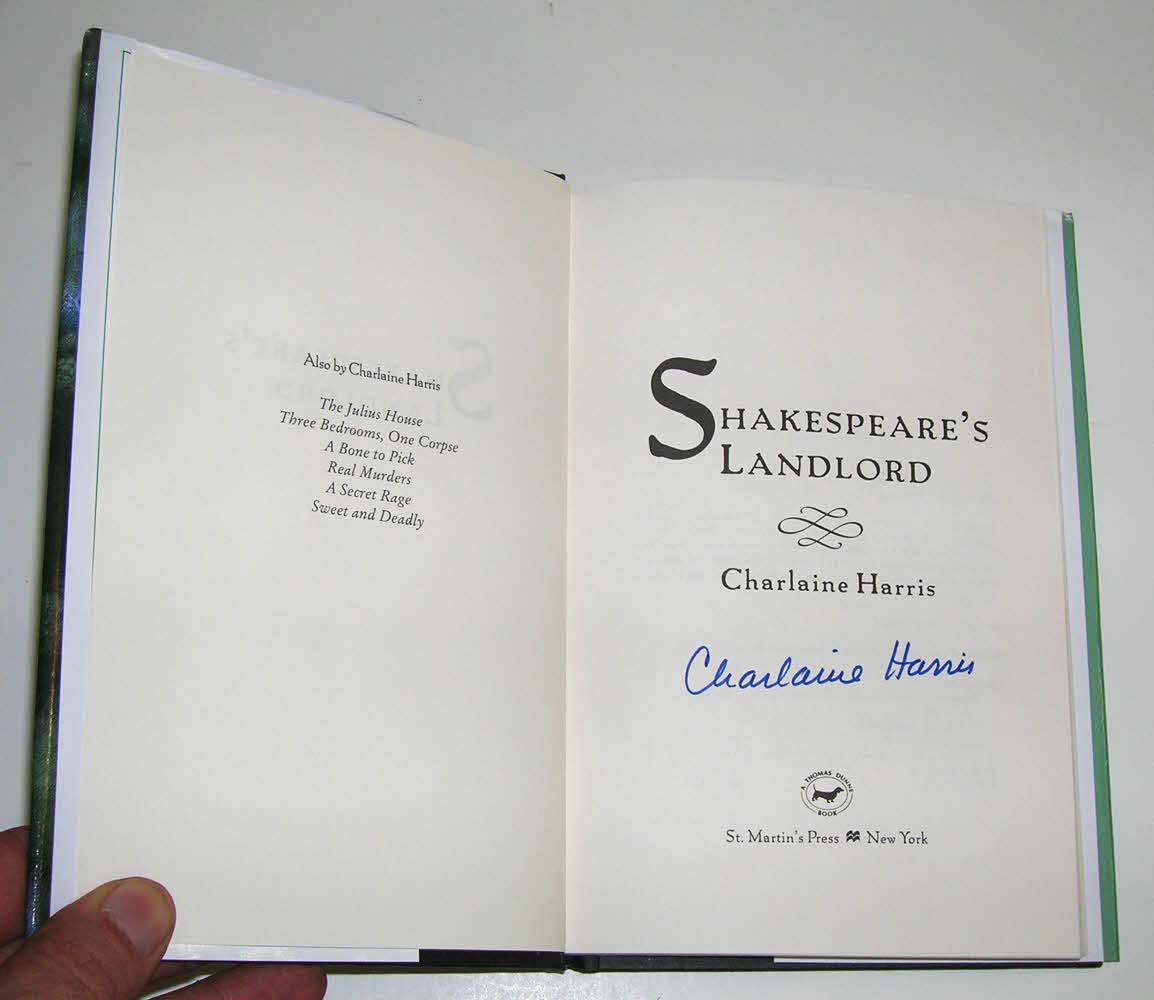 Also by Charlaine Harris
The Julius House
Three Bedrooms, One Corpse
A Bone to Pick
Real Murders
A Secret Rage
Sweet and Deadly
SHAKESPEARE'S
LANDLORD
Charlaine Harris
Charlaine Harris
A THOMAS DUNNE
BOOK
St. Martin's Press New York